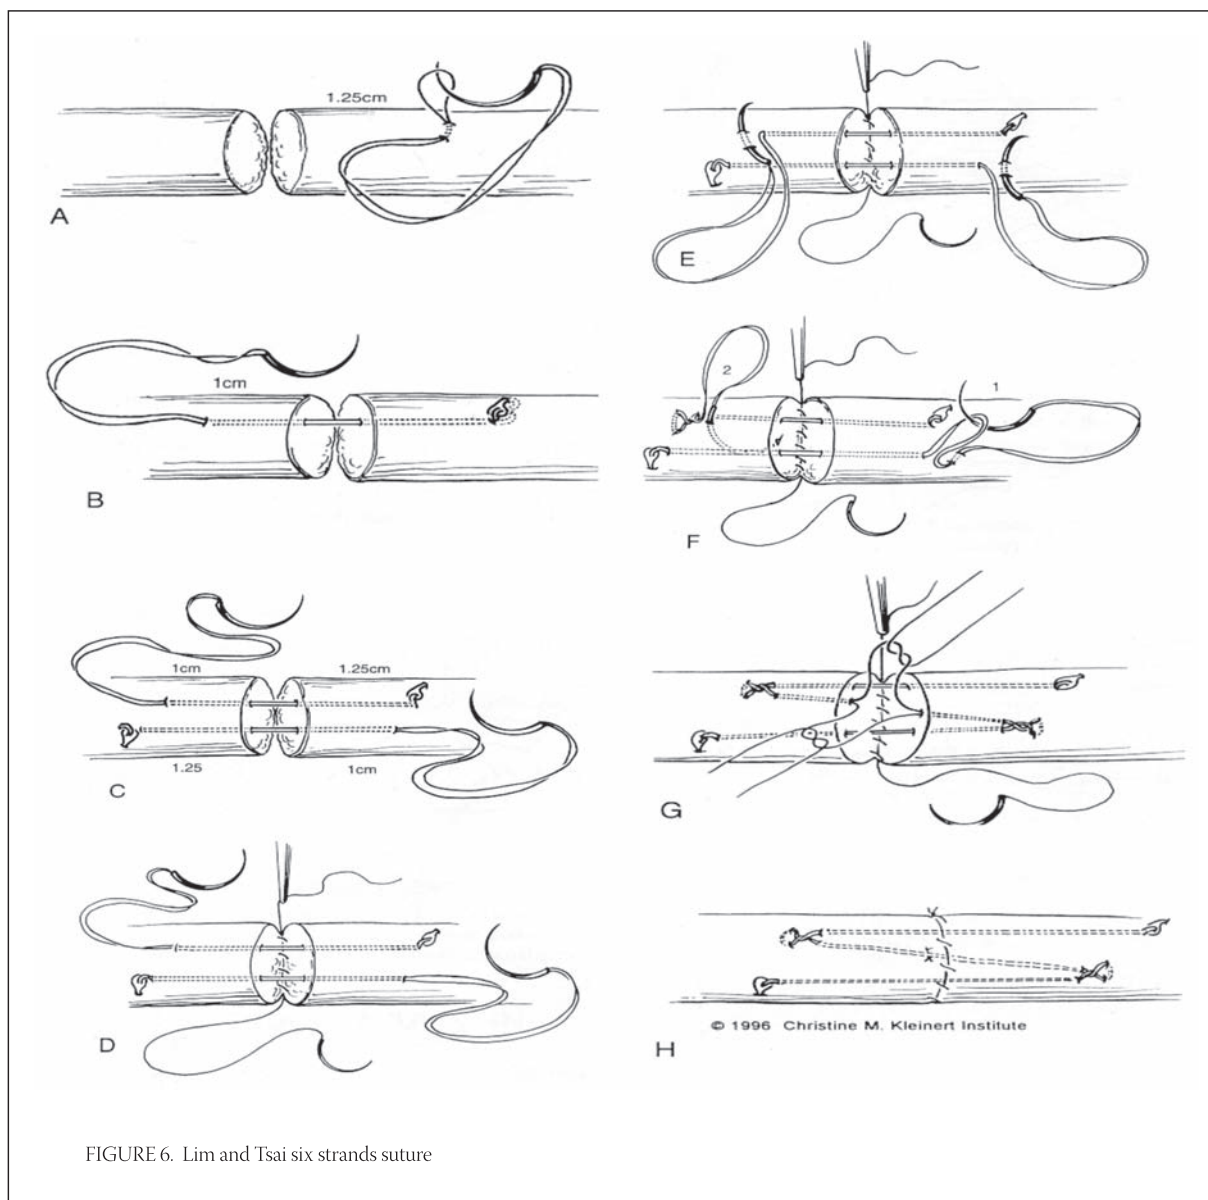 1.25cm
A
1cm
B
1cm 1.25cm
1.25 1cm
C
D
E
2 1
F
G
© 1996 Christine M. Kleinert Institute
H
FIGURE 6. Lim and Tsai six strands suture